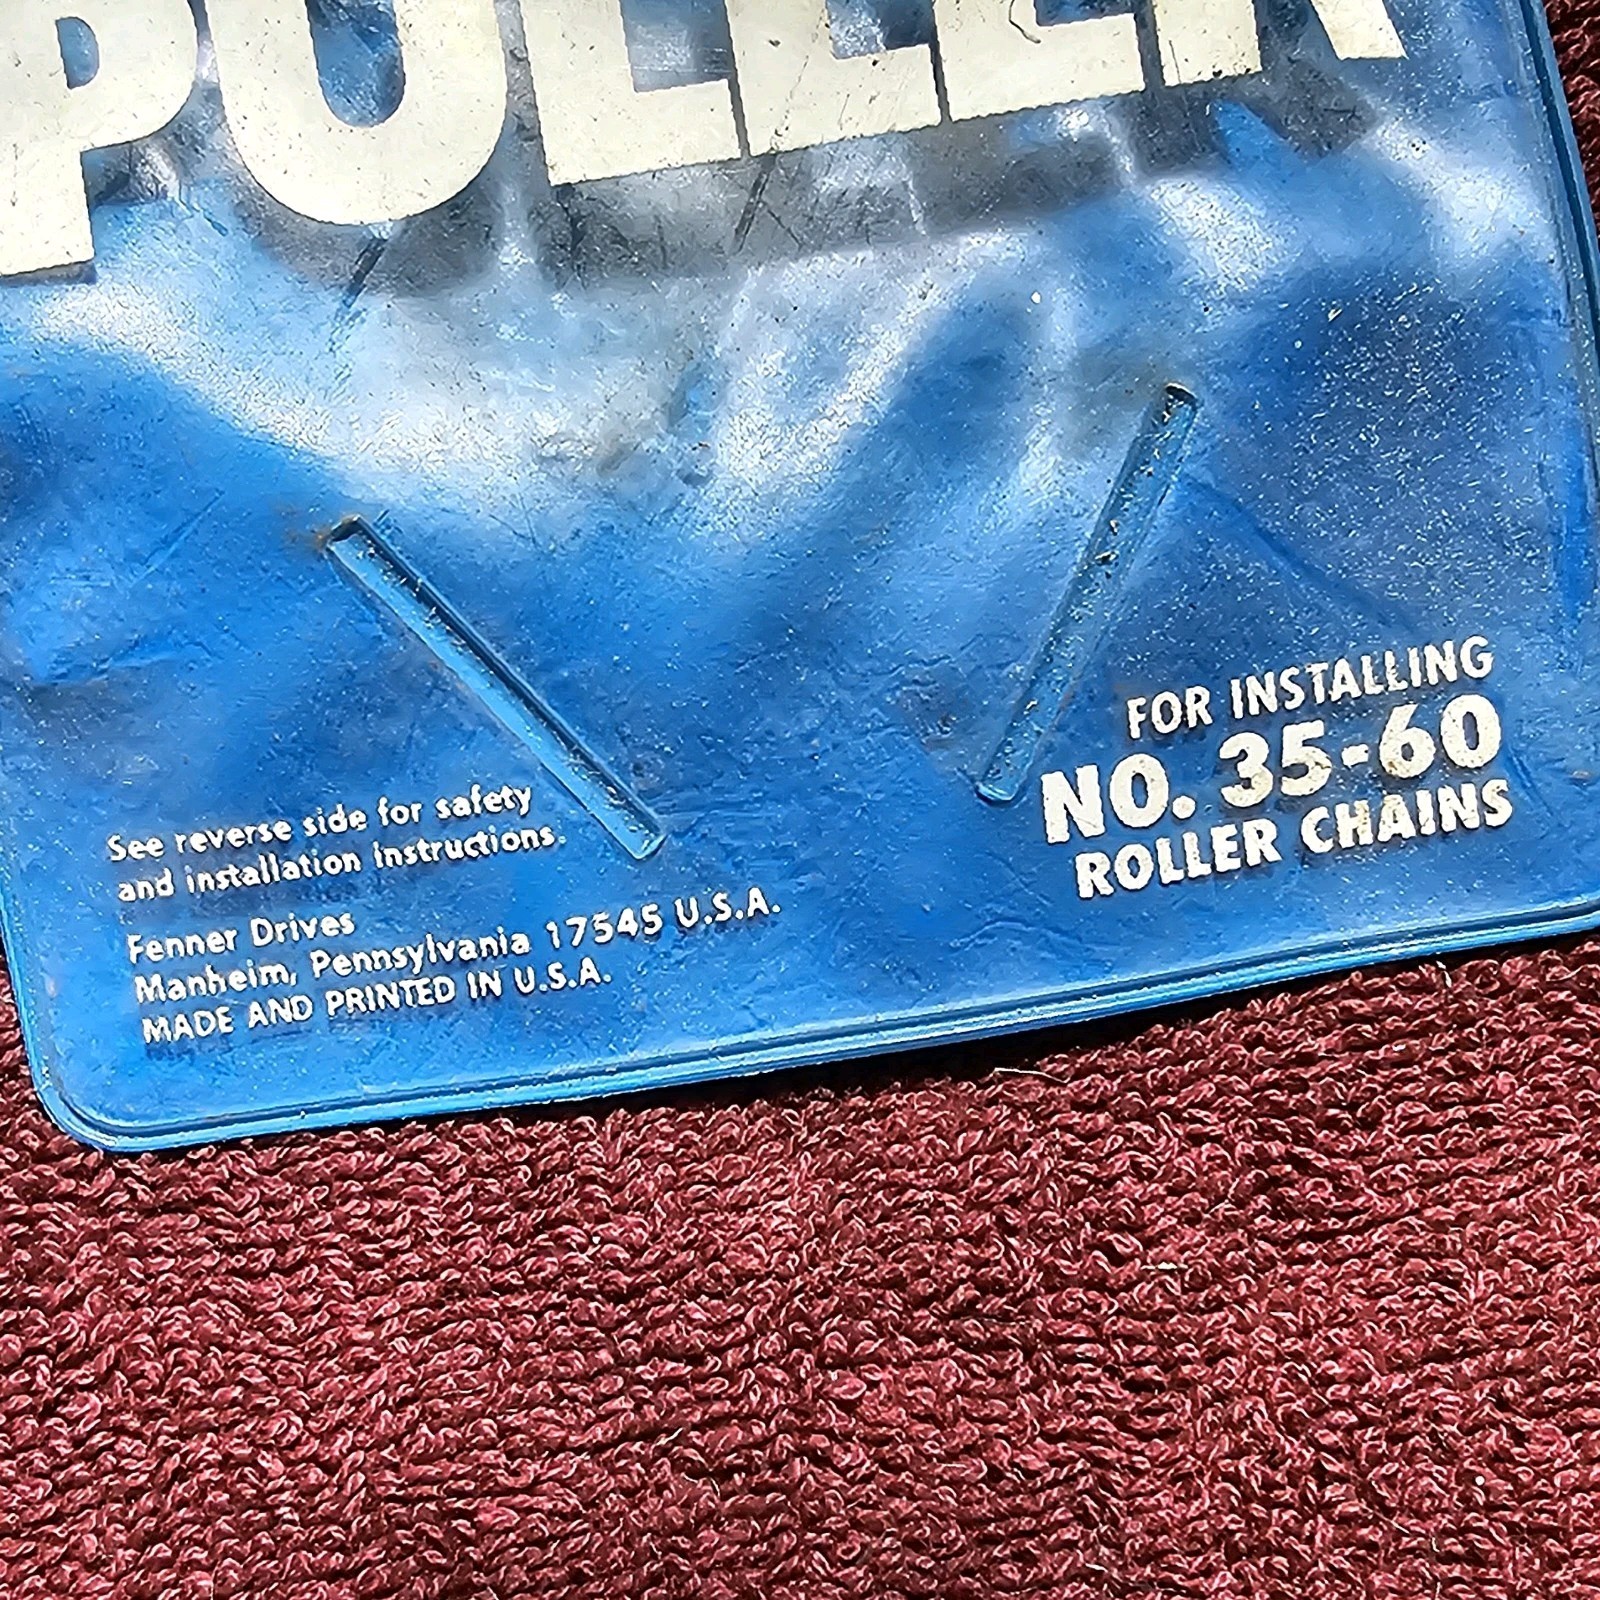 PULLER
FOR INSTALLING
NO. 35-60
ROLLER CHAINS
See reverse side for safety
and installation instructions.
Fenner Drives
Manheim, Pennsylvania 17545 U.S.A.
MADE AND PRINTED IN U.S.A.